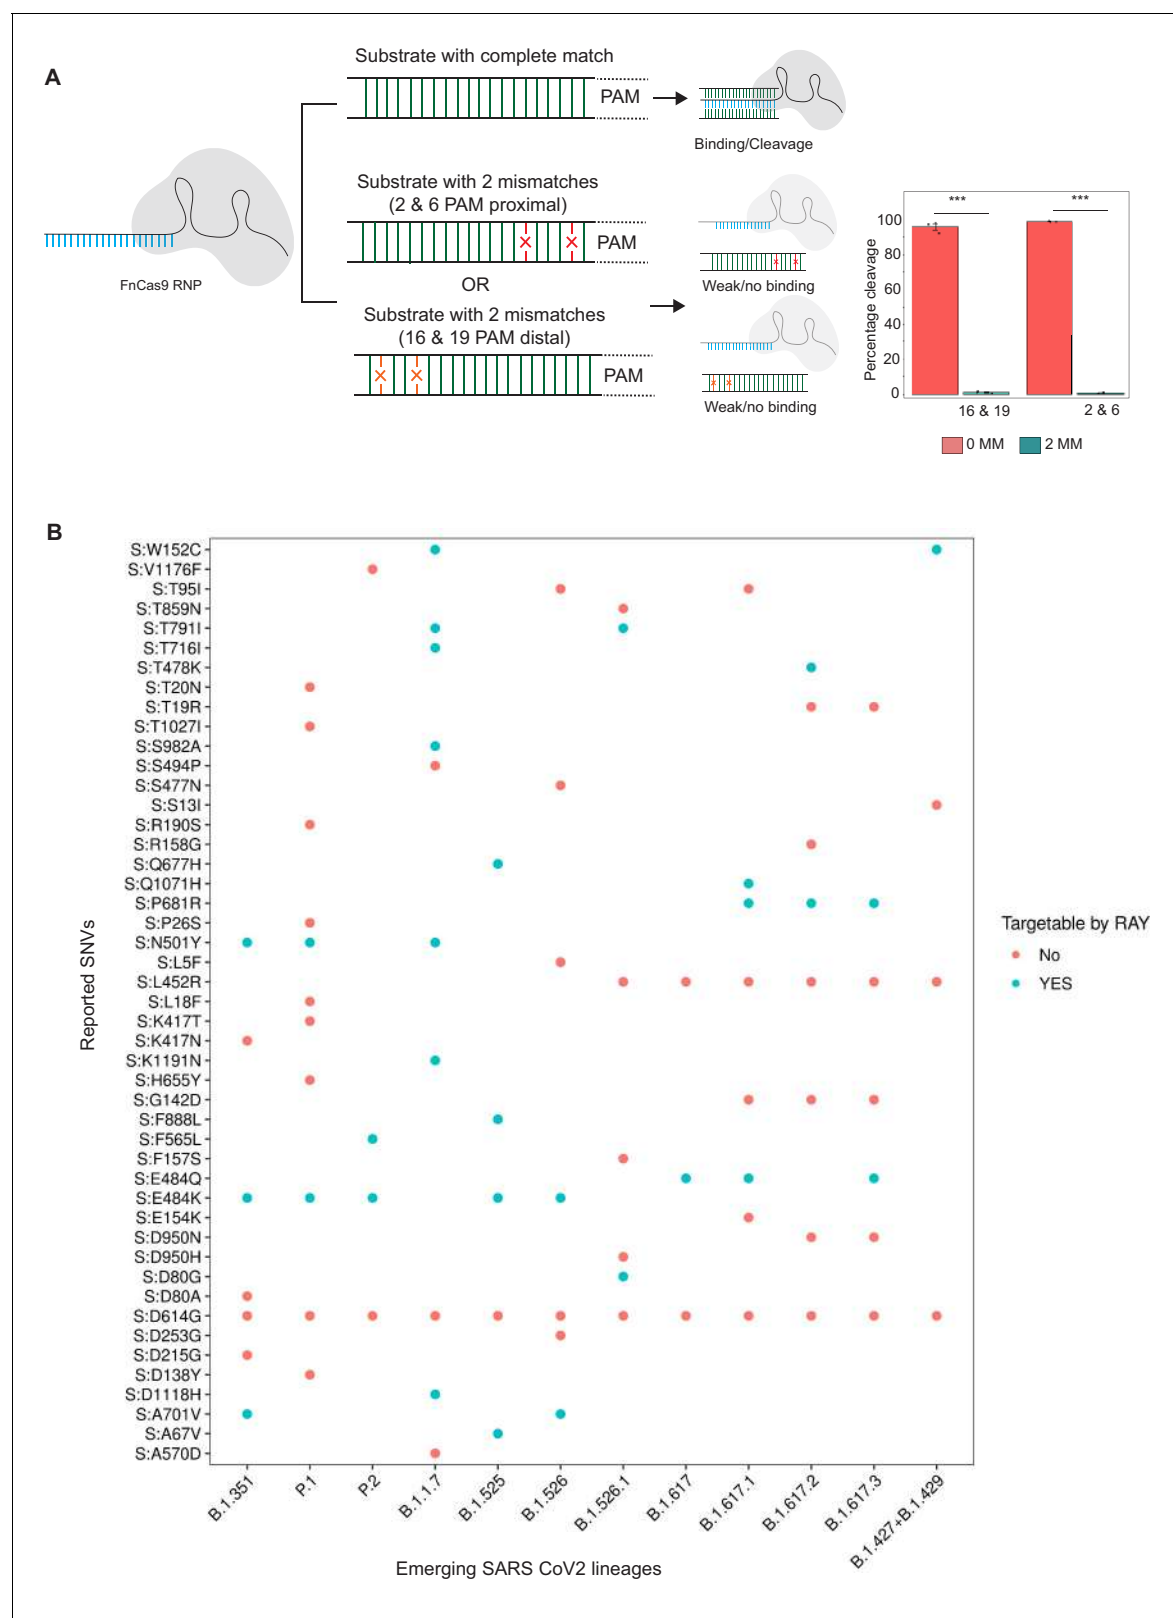 A
Substrate with complete match
PAM
Binding/Cleavage
FnCas9 RNP
Substrate with 2 mismatches
(2 & 6 PAM proximal)
PAM
Weak/no binding
OR
Substrate with 2 mismatches
(16 & 19 PAM distal)
PAM
Weak/no binding
Percentage cleavage
100
80
60
40
20
0
***
***
16 & 19
2 & 6
0 MM
2 MM
B
Reported SNVs
S:W152C
S:V1176F
S:T95I
S:T859N
S:T791I
S:T716I
S:T478K
S:T20N
S:T19R
S:T1027I
S:S982A
S:S494P
S:S477N
S:S13I
S:R190S
S:R158G
S:Q677H
S:Q1071H
S:P681R
S:P26S
S:N501Y
S:L5F
S:L452R
S:L18F
S:K417T
S:K417N
S:K1191N
S:H655Y
S:G142D
S:F888L
S:F565L
S:F157S
S:E484Q
S:E484K
S:E154K
S:D950N
S:D950H
S:D80G
S:D80A
S:D614G
S:D253G
S:D215G
S:D138Y
S:D1118H
S:A701V
S:A67V
S:A570D
B.1.351
P.1
P.2
B.1.1.7
B.1.525
B.1.526
B.1.526.1
B.1.617
B.1.617.1
B.1.617.2
B.1.617.3
B.1.427+B.1.429
Emerging SARS CoV2 lineages
Targetable by RAY
No
YES